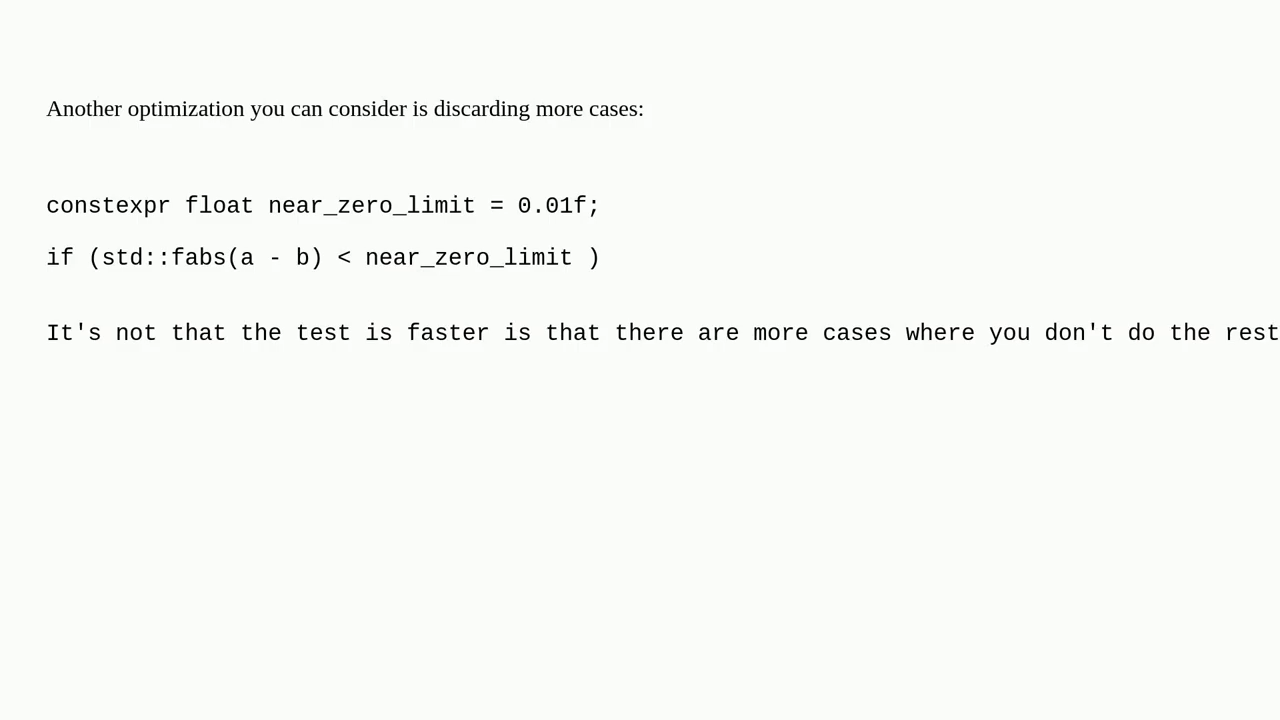 Another optimization you can consider is discarding more cases:
constexpr float near_zero_limit = 0.01f;
if (std::fabs(a - b) < near_zero_limit )
It's not that the test is faster is that there are more cases where you don't do the rest